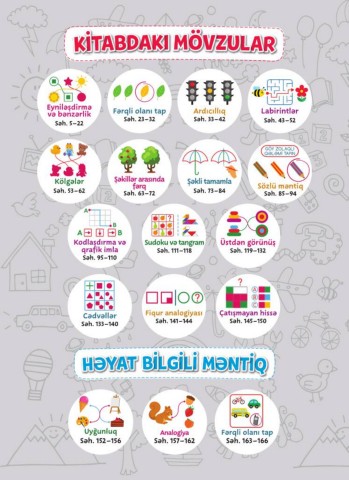 KİTABDAKI MÖVZULAR
Eyniləşdirmə
və bənzərlik
Səh. 5-22
Fərqli olanı tap
Səh. 23-32
Ardıcıllıq
Səh. 33-42
Labirintlər
Səh. 43-52
Kölgələr
Səh. 53-62
Şəkillər arasında
fərq
Səh. 63-72
Şəkli tamamla
Səh. 73-84
GÖY ZOLAQLI
QƏLƏMİ TAPIN.
Sözlü məntiq
Səh. 85-94
Kodlaşdırma və
qrafik imla
Səh. 95-110
Sudoku və tangram
Səh. 111-118
Üstdən görünüş
Səh. 119-132
Cədvəllər
Səh. 133-140
?
Fiqur analogiyası
Səh. 141-144
Çatışmayan hissə
Səh. 145-150
HƏYAT BİLGİLİ MƏNTİQ
Uyğunluq
Səh. 152-156
?
Analogiya
Səh. 157-162
Fərqli olanı tap
Səh. 163-166